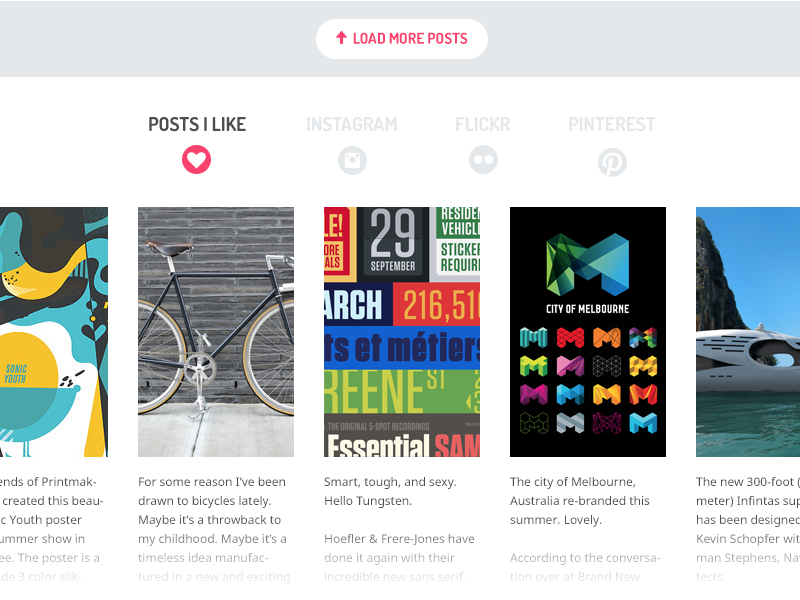 LOAD MORE POSTS
POSTS I LIKE
INSTAGRAM
FLICKR
PINTEREST
SONIC
YOUTH
LE!
ORE
ALS
29
SEPTEMBER
RESIDE
VEHICL
STICKER
REQUIR
ARCH
216,51
ts et métiers
REENE ST
THE ORIGINAL 5-SPOT RECORDINGS
Essential SAM
CITY OF MELBOURNE
ends of Printmak-
created this beau-
c Youth poster
ummer show in
ee. The poster is a
de 3 color silk-
For some reason I've been
drawn to bicycles lately.
Maybe it's a throwback to
my childhood. Maybe it's a
timeless idea manufac-
tured in a new and exciting
Smart, tough, and sexy.
Hello Tungsten.
Hoefler & Frere-Jones have
done it again with their
incredible new sans serif.
The city of Melbourne,
Australia re-branded this
summer. Lovely.
According to the conversa-
tion over at Brand New
The new 300-foot (
meter) Infintas sup
has been designed
Kevin Schopfer wit
man Stephens, Nav
tects.